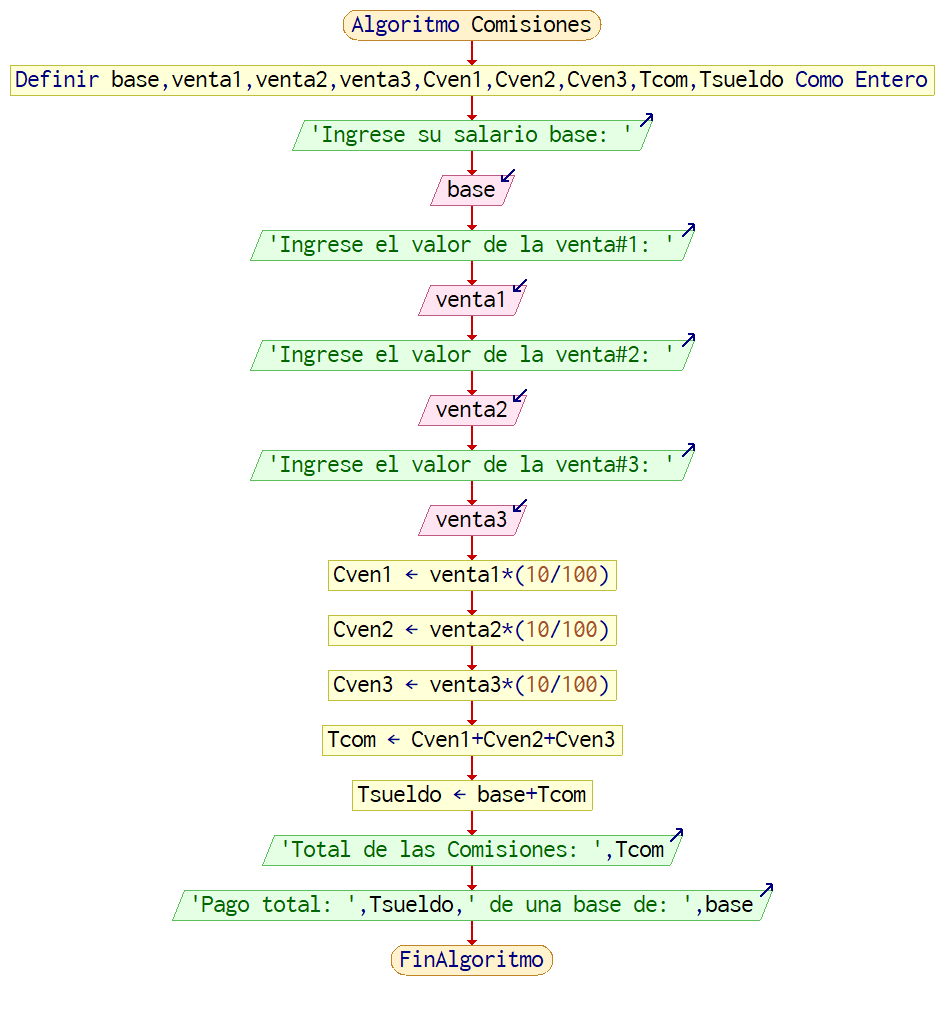 Algoritmo Comisiones
Definir base,venta1,venta2,venta3,Cven1,Cven2,Cven3,Tcom,Tsueldo Como Entero
'Ingrese su salario base: '
base
'Ingrese el valor de la venta#1: '
venta1
'Ingrese el valor de la venta#2: '
venta2
'Ingrese el valor de la venta#3: '
venta3
Cven1 ← venta1*(10/100)
Cven2 ← venta2*(10/100)
Cven3 ← venta3*(10/100)
Tcom ← Cven1+Cven2+Cven3
Tsueldo ← base+Tcom
'Total de las Comisiones: ',Tcom
'Pago total: ',Tsueldo,' de una base de: ',base
FinAlgoritmo